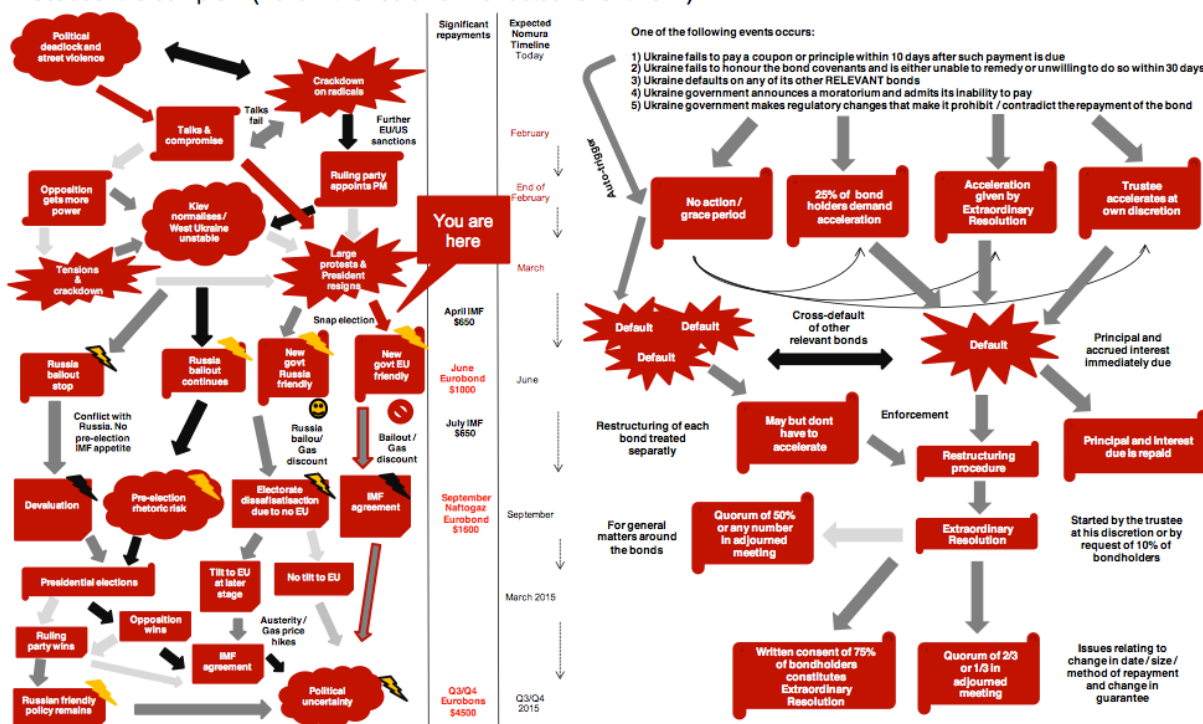 Significant
repayments
Expected
Nomura
Timeline
Today
Political
deadlock and
street violence
Crackdown
on radicals
Talks
fail
Further
EU/US
sanctions
Talks &
compromise
February
Ruling party
appoints PM
End of
February
Opposition
gets more
power
Kiev
normalises /
West Ukraine
unstable
You are
here
Large
protests &
President
resigns
March
Tensions
& crackdown
Snap election
April IMF
$650
Russia
bailout
stop
Russia
bailout
continues
New
govt
Russia
friendly
New
govt EU
friendly
June
Eurobond
$1000
June
Conflict with
Russia. No
pre-election
IMF appetite
Russia
bailou/
Gas
discount
Bailout /
Gas
discount
July IMF
$650
Devaluation
Pre-election
rhetoric risk
Electorate
dissafisatisaction
due to no EU
IMF
agreement
September
Naftogaz
Eurobond
$1600
September
Presidential elections
Tilt to EU
at later
stage
No tilt to EU
March 2015
Ruling
party wins
Opposition
wins
Austerity /
Gas price
hikes
IMF
agreement
Russian friendly
policy remains
Political
uncertainty
Q3/Q4
Eurobons
$4500
Q3/Q4
2015
One of the following events occurs:
1) Ukraine fails to pay a coupon or principle within 10 days after such payment is due
2) Ukraine fails to honour the bond covenants and is either unable to remedy or unwilling to do so within 30 days
3) Ukraine defaults on any of its other RELEVANT bonds
4) Ukraine government announces a moratorium and admits its inability to pay
5) Ukraine government makes regulatory changes that make it prohibit / contradict the repayment of the bond
Auto-trigger
No action /
grace period
25% of bond
holders demand
acceleration
Acceleration
given by
Extraordinary
Resolution
Trustee
accelerates at
own discretion
Default
Default
Default
Cross-default
of other
relevant bonds
Default
Principal and
accrued interest
immediately due
Restructuring of each
bond treated
separatly
May but dont
have to
accelerate
Enforcement
Restructuring
procedure
Principal and interest
due is repaid
For general
matters around
the bonds
Quorum of 50%
or any number
in adjourned
meeting
Extraordinary
Resolution
Started by the trustee
at his discretion or by
request of 10% of
bondholders
Written consent of 75%
of bondholders
constitutes
Extraordinary
Resolution
Quorum of 2/3
or 1/3 in
adjourned
meeting
Issues relating to
change in date / size /
method of repayment
and change in
guarantee